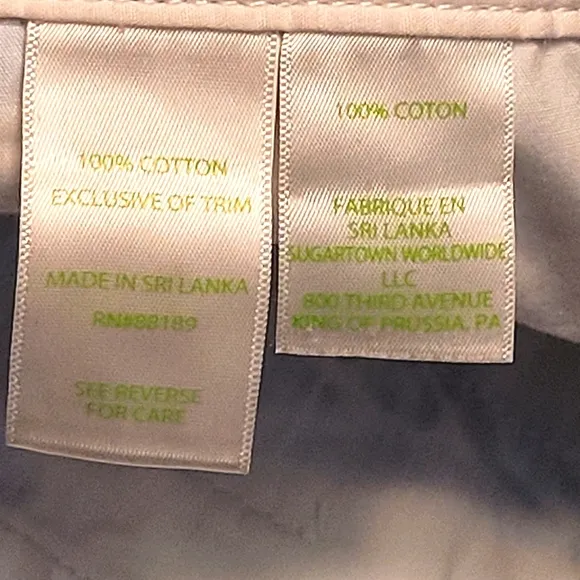 100% COTTON
EXCLUSIVE OF TRIM
MADE IN SRI LANKA
RN#88189
SEE REVERSE
FOR CARE
100% COTON
FABRIQUE EN
SRI LANKA
SUGARTOWN WORLDWIDE
LLC
800 THIRD AVENUE
KING OF PRUSSIA, PA